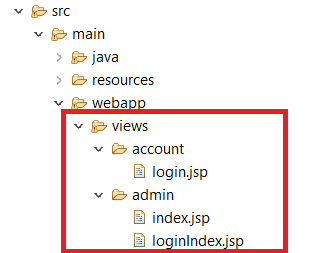 src
main
java
resources
webapp
views
account
login.jsp
admin
index.jsp
loginIndex.jsp